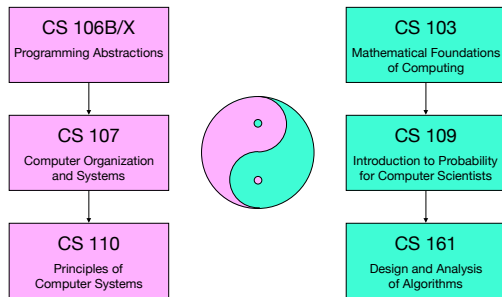 CS 106B/X
Programming Abstractions
CS 107
Computer Organization
and Systems
CS 110
Principles of
Computer Systems
CS 103
Mathematical Foundations
of Computing
CS 109
Introduction to Probability
for Computer Scientists
CS 161
Design and Analysis
of Algorithms